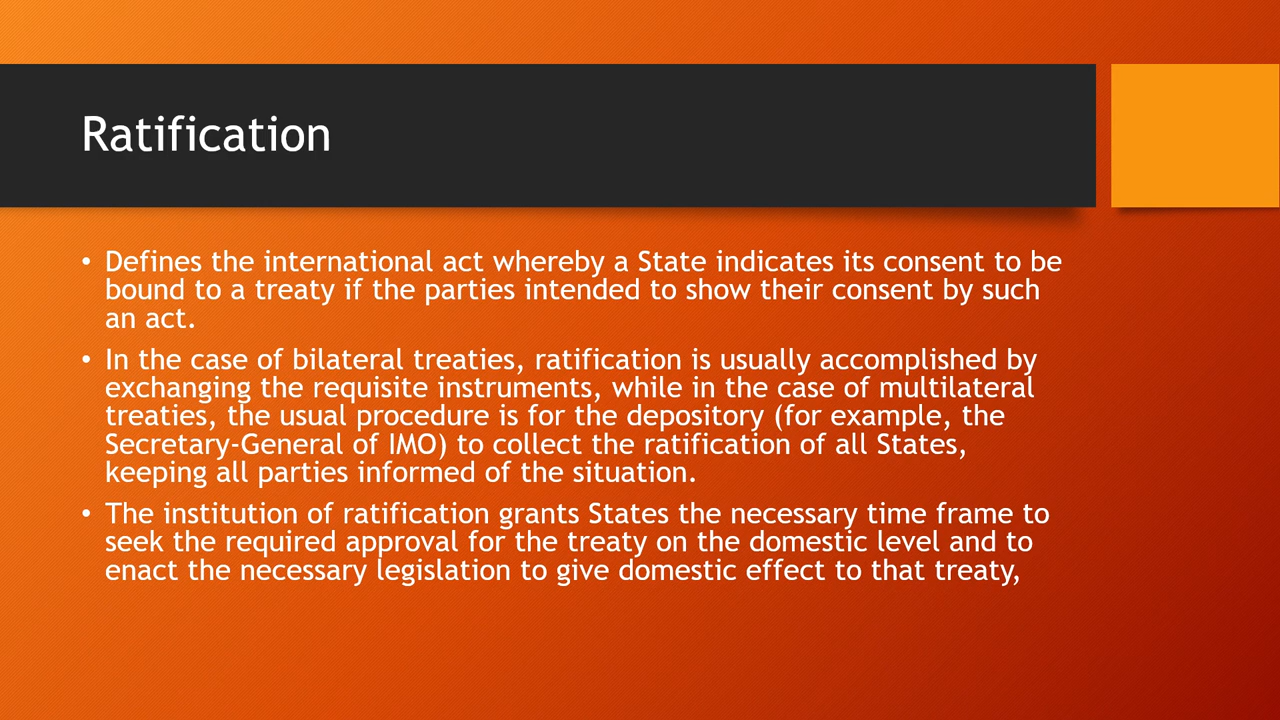 Ratification
• Defines the international act whereby a State indicates its consent to be
bound to a treaty if the parties intended to show their consent by such
an act.
• In the case of bilateral treaties, ratification is usually accomplished by
exchanging the requisite instruments, while in the case of multilateral
treaties, the usual procedure is for the depository (for example, the
Secretary-General of IMO) to collect the ratification of all States,
keeping all parties informed of the situation.
• The institution of ratification grants States the necessary time frame to
seek the required approval for the treaty on the domestic level and to
enact the necessary legislation to give domestic effect to that treaty,